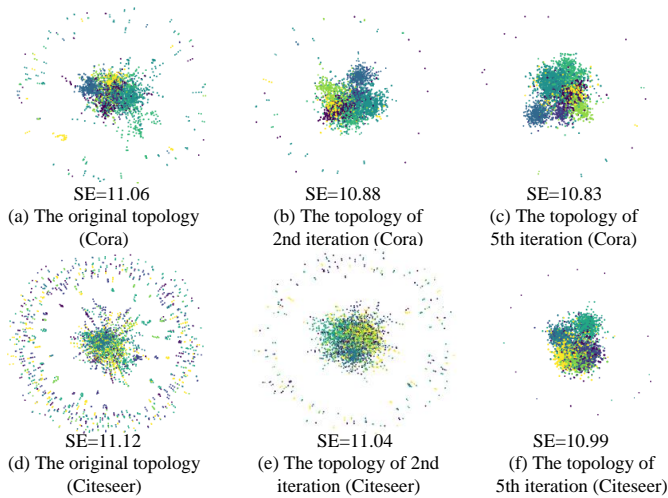 SE=11.06
(a) The original topology
(Cora)
SE=10.88
(b) The topology of
2nd iteration (Cora)
SE=10.83
(c) The topology of
5th iteration (Cora)
SE=11.12
(d) The original topology
(Citeseer)
SE=11.04
(e) The topology of 2nd
iteration (Citeseer)
SE=10.99
(f) The topology of
5th iteration (Citeseer)